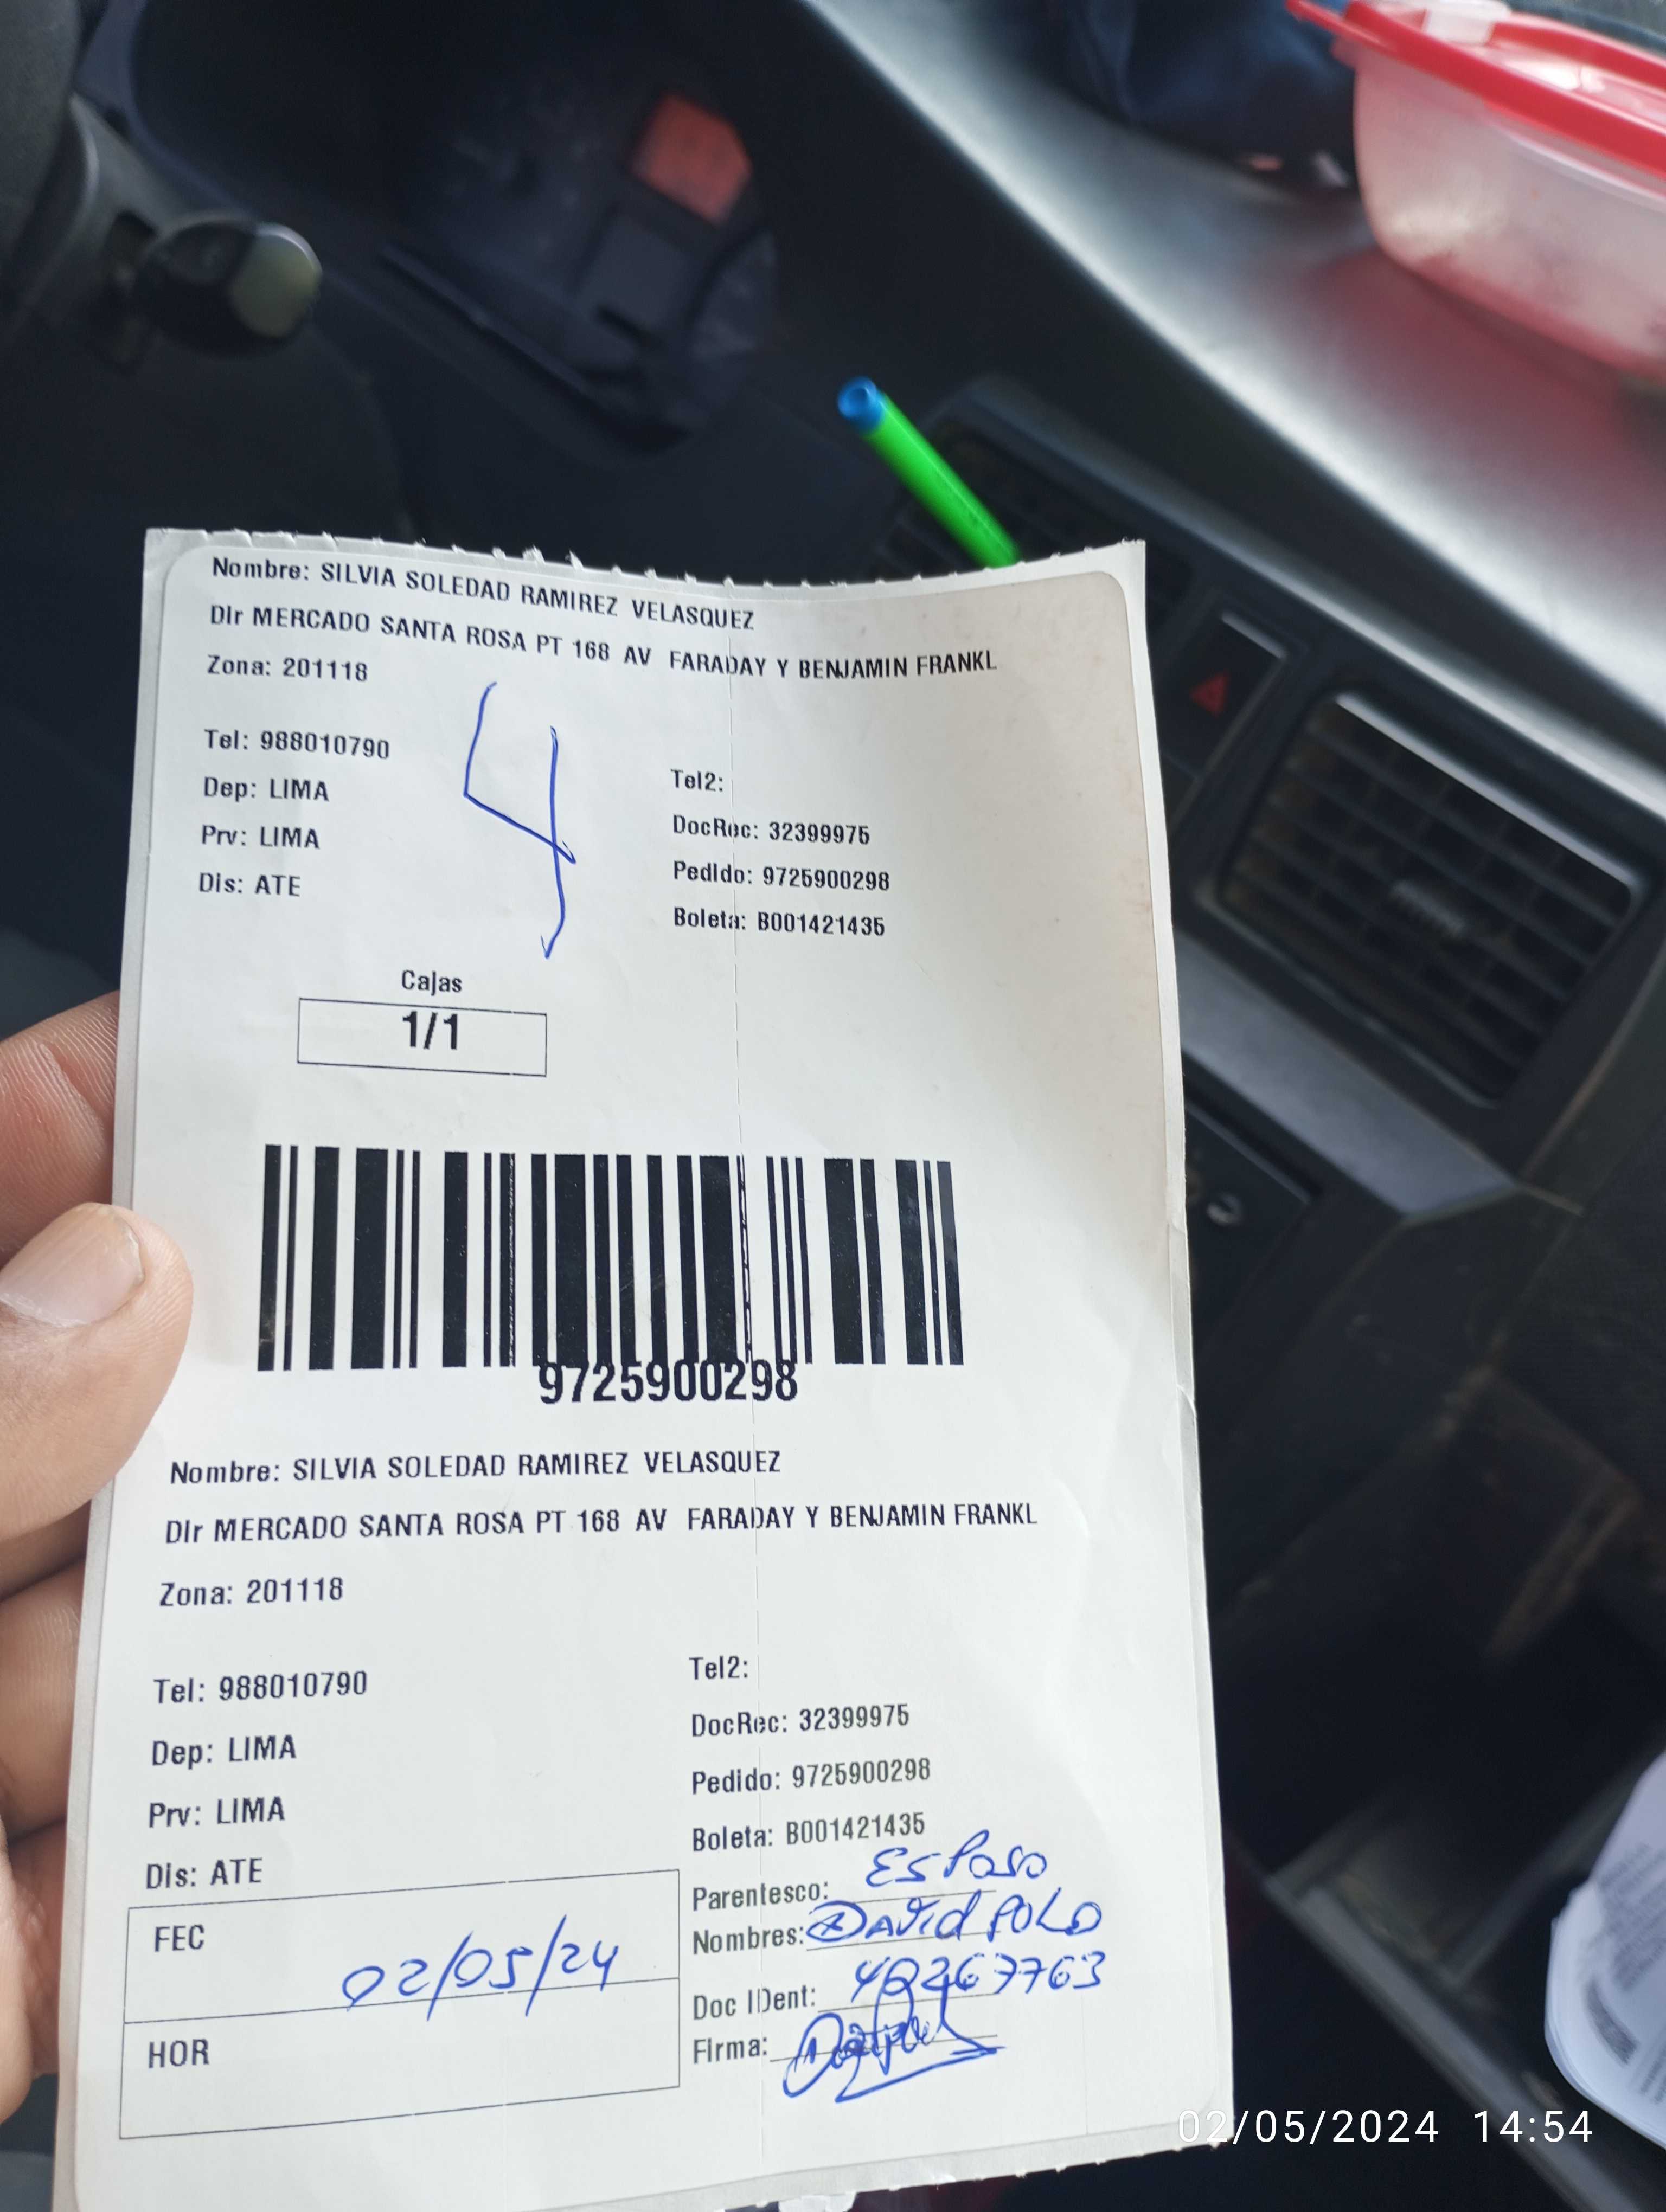 Nombre: SILVIA SOLEDAD RAMIREZ VELASQUEZ
DIr MERCADO SANTA ROSA PT 168 AV FARADAY Y BENJAMIN FRANKL
Zona: 201118
4
Tel: 988010790
Tel2:
Dep: LIMA
DocRec: 32399975
Prv: LIMA
Pedido: 9725900298
Dis: ATE
Boleta: B001421435
Cajas
1/1
9725900298
Nombre: SILVIA SOLEDAD RAMIREZ VELASQUEZ
DIr MERCADO SANTA ROSA PT 168 AV FARADAY Y BENJAMIN FRANKL
Zona: 201118
Tel: 988010790
Tel2:
Dep: LIMA
DocRec: 32399975
Prv: LIMA
Pedido: 9725900298
Dis: ATE
Boleta: B001421435
Parentesco: Esposo
FEC 02/05/24
Nombres: DAVid POLO
Doc IDent:
HOR
Firma:
02/05/2024 14:54